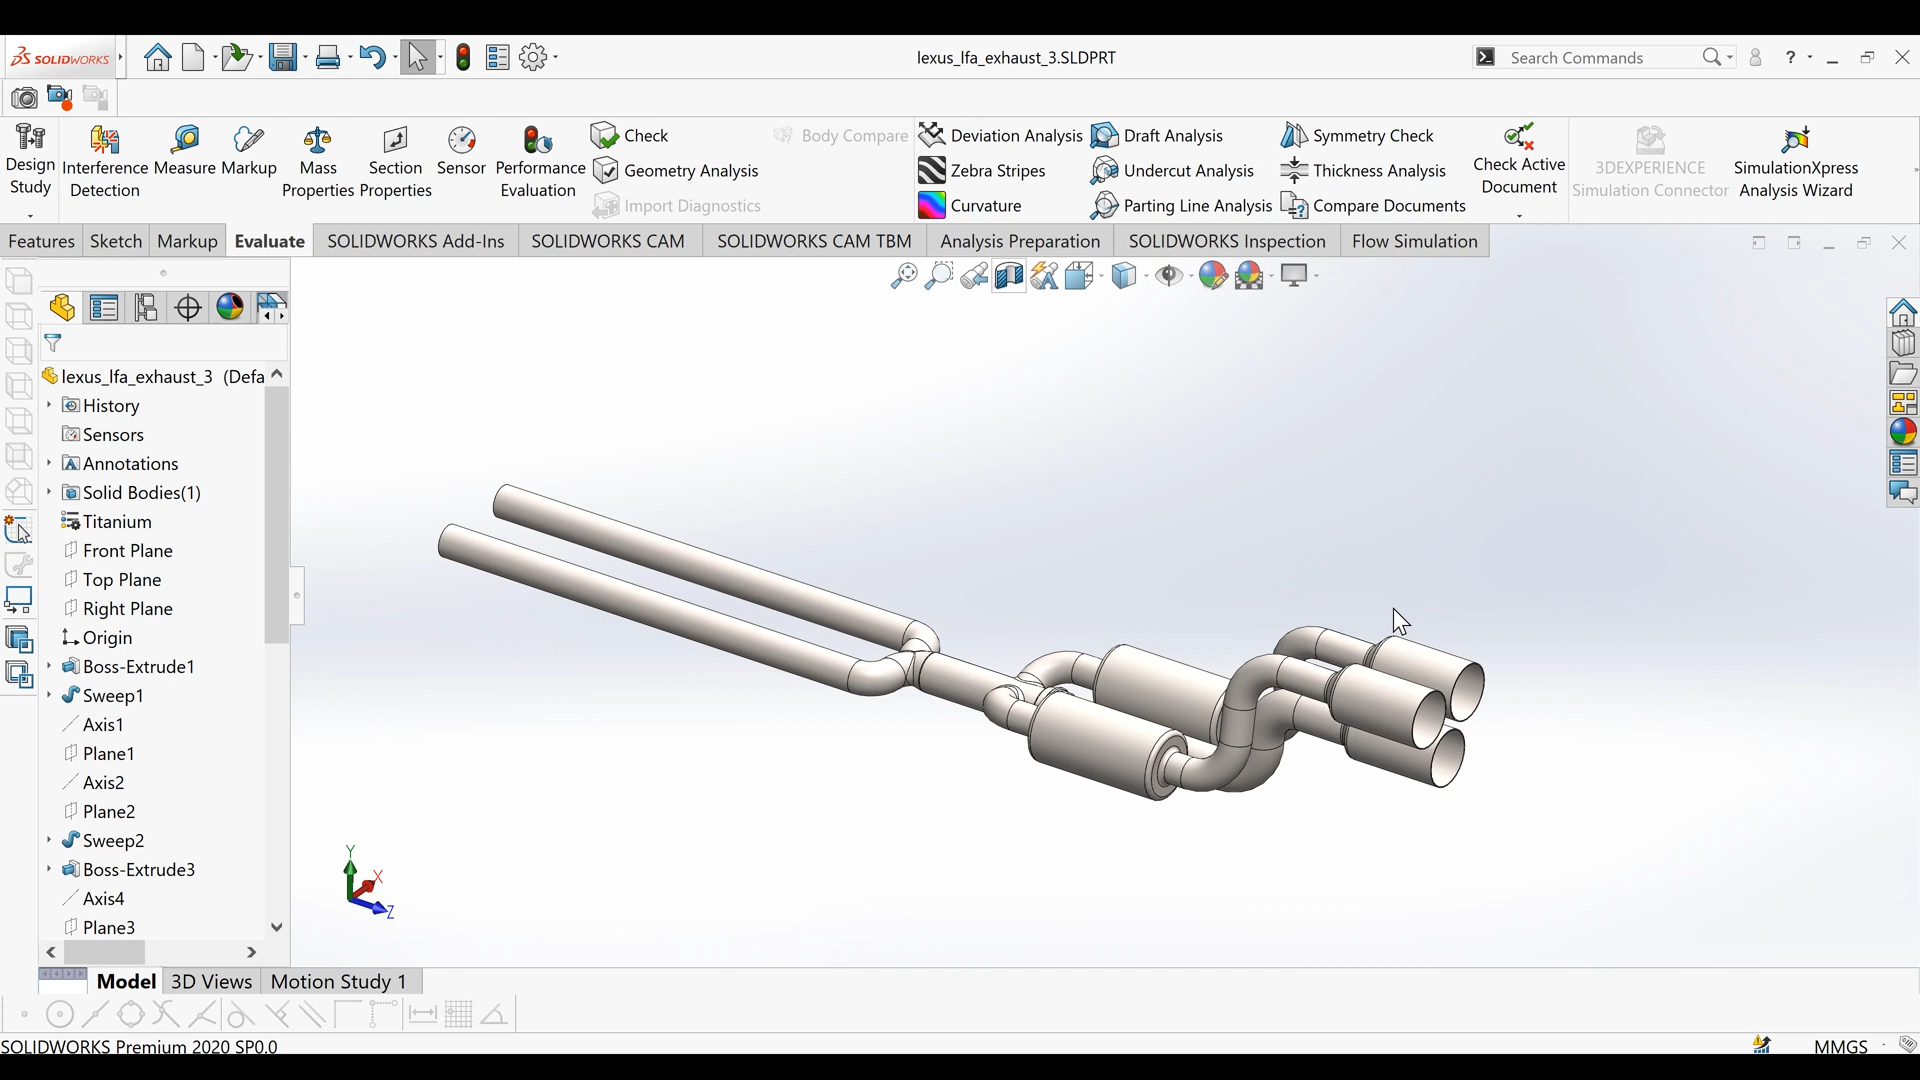 SOLIDWORKS
lexus_lfa_exhaust_3.SLDPRT
Search Commands
?
Design Study
Interference Detection
Measure
Markup
Mass Properties
Section Properties
Sensor
Performance Evaluation
Check
Geometry Analysis
Import Diagnostics
Body Compare
Deviation Analysis
Zebra Stripes
Curvature
Draft Analysis
Undercut Analysis
Parting Line Analysis
Symmetry Check
Thickness Analysis
Compare Documents
Check Active Document
3DEXPERIENCE Simulation Connector
SimulationXpress Analysis Wizard
Features
Sketch
Markup
Evaluate
SOLIDWORKS Add-Ins
SOLIDWORKS CAM
SOLIDWORKS CAM TBM
Analysis Preparation
SOLIDWORKS Inspection
Flow Simulation
lexus_lfa_exhaust_3 (Defa
History
Sensors
Annotations
Solid Bodies(1)
Titanium
Front Plane
Top Plane
Right Plane
Origin
Boss-Extrude1
Sweep1
Axis1
Plane1
Axis2
Plane2
Sweep2
Boss-Extrude3
Axis4
Plane3
Y
X
Z
Model
3D Views
Motion Study 1
SOLIDWORKS Premium 2020 SP0.0
MMGS